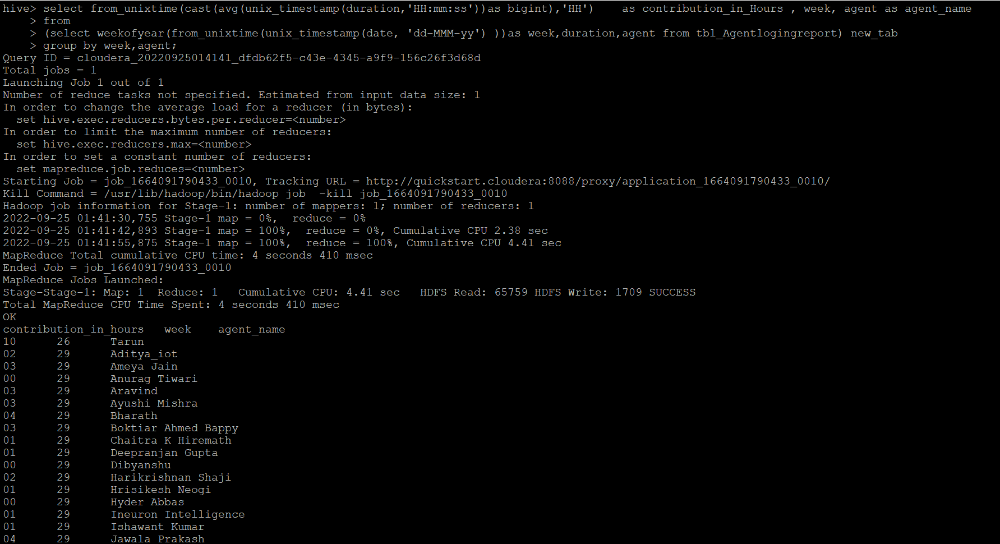 hive> select from_unixtime(cast(avg(unix_timestamp(duration,'HH:mm:ss'))as bigint),'HH')    as contribution_in_Hours , week, agent as agent_name
    > from
    > (select weekofyear(from_unixtime(unix_timestamp(date, 'dd-MMM-yy') ))as week,duration,agent from tbl_Agentlogingreport) new_tab
    > group by week,agent;
Query ID = cloudera_20220925014141_dfdb62f5-c43e-4345-a9f9-156c26f3d68d
Total jobs = 1
Launching Job 1 out of 1
Number of reduce tasks not specified. Estimated from input data size: 1
In order to change the average load for a reducer (in bytes):
  set hive.exec.reducers.bytes.per.reducer=<number>
In order to limit the maximum number of reducers:
  set hive.exec.reducers.max=<number>
In order to set a constant number of reducers:
  set mapreduce.job.reduces=<number>
Starting Job = job_1664091790433_0010, Tracking URL = http://quickstart.cloudera:8088/proxy/application_1664091790433_0010/
Kill Command = /usr/lib/hadoop/bin/hadoop job  -kill job_1664091790433_0010
Hadoop job information for Stage-1: number of mappers: 1; number of reducers: 1
2022-09-25 01:41:30,755 Stage-1 map = 0%,  reduce = 0%
2022-09-25 01:41:42,893 Stage-1 map = 100%,  reduce = 0%, Cumulative CPU 2.38 sec
2022-09-25 01:41:55,875 Stage-1 map = 100%,  reduce = 100%, Cumulative CPU 4.41 sec
MapReduce Total cumulative CPU time: 4 seconds 410 msec
Ended Job = job_1664091790433_0010
MapReduce Jobs Launched:
Stage-Stage-1: Map: 1  Reduce: 1   Cumulative CPU: 4.41 sec   HDFS Read: 65759 HDFS Write: 1709 SUCCESS
Total MapReduce CPU Time Spent: 4 seconds 410 msec
OK
contribution_in_hours   week    agent_name
10      26      Tarun
02      29      Aditya_iot
03      29      Ameya Jain
00      29      Anurag Tiwari
03      29      Aravind
03      29      Ayushi Mishra
04      29      Bharath
03      29      Boktiar Ahmed Bappy
01      29      Chaitra K Hiremath
01      29      Deepranjan Gupta
00      29      Dibyanshu
02      29      Harikrishnan Shaji
01      29      Hrisikesh Neogi
00      29      Hyder Abbas
01      29      Ineuron Intelligence
01      29      Ishawant Kumar
04      29      Jawala Prakash